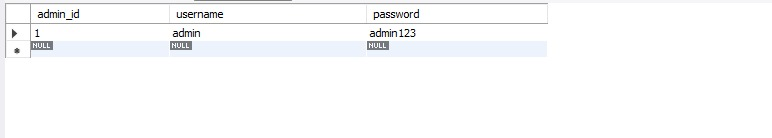 admin_id username password
1 admin admin123
NULL NULL NULL